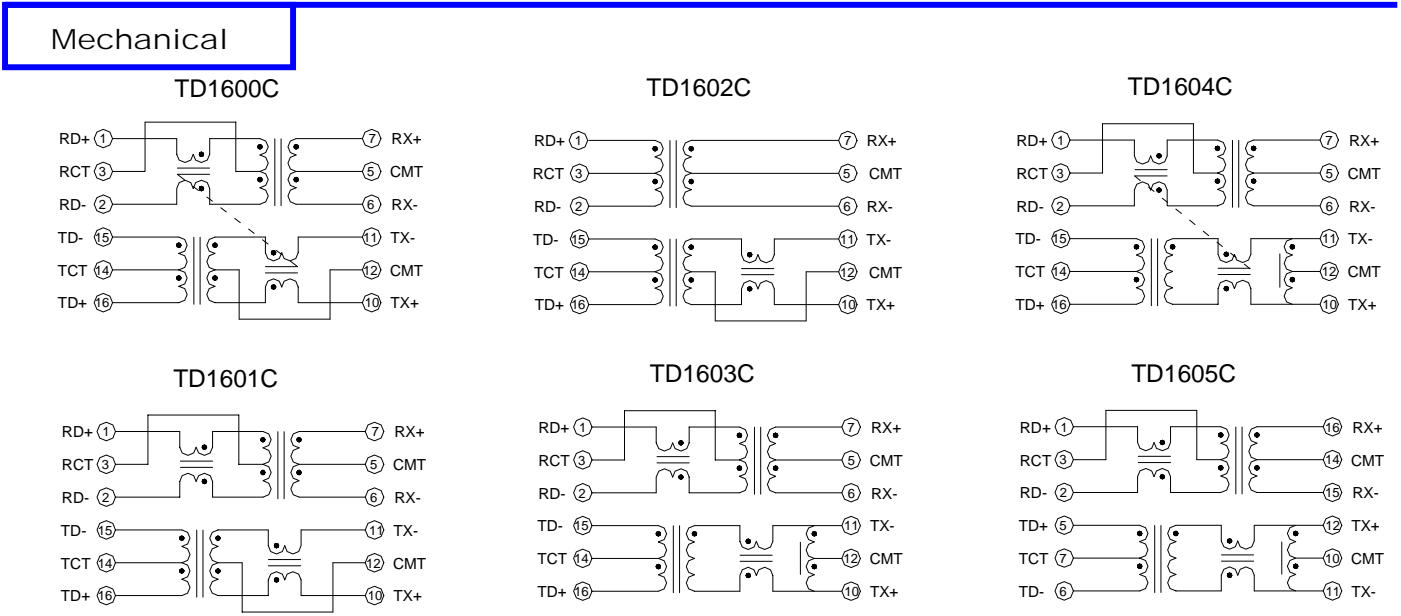 Mechanical
TD1600C
RD+ 1 7 RX+
RCT 3 5 CMT
RD- 2 6 RX-
TD- 15 11 TX-
TCT 14 12 CMT
TD+ 16 10 TX+
TD1602C
RD+ 1 7 RX+
RCT 3 5 CMT
RD- 2 6 RX-
TD- 15 11 TX-
TCT 14 12 CMT
TD+ 16 10 TX+
TD1604C
RD+ 1 7 RX+
RCT 3 5 CMT
RD- 2 6 RX-
TD- 15 11 TX-
TCT 14 12 CMT
TD+ 16 10 TX+
TD1601C
RD+ 1 7 RX+
RCT 3 5 CMT
RD- 2 6 RX-
TD- 15 11 TX-
TCT 14 12 CMT
TD+ 16 10 TX+
TD1603C
RD+ 1 7 RX+
RCT 3 5 CMT
RD- 2 6 RX-
TD- 15 11 TX-
TCT 14 12 CMT
TD+ 16 10 TX+
TD1605C
RD+ 1 16 RX+
RCT 3 14 CMT
RD- 2 15 RX-
TD+ 5 12 TX+
TCT 7 10 CMT
TD- 6 11 TX-